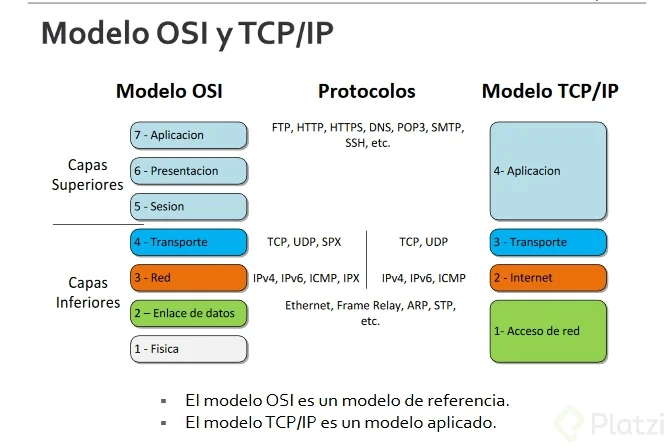 Modelo OSI y TCP/IP
Modelo OSI
Protocolos
Modelo TCP/IP
Capas
Superiores
7 - Aplicacion
6 - Presentacion
5 - Sesion
FTP, HTTP, HTTPS, DNS, POP3, SMTP,
SSH, etc.
4- Aplicacion
Capas
Inferiores
4 - Transporte
TCP, UDP, SPX
TCP, UDP
3 - Transporte
3 - Red
IPv4, IPv6, ICMP, IPX
IPv4, IPv6, ICMP
2 - Internet
2 – Enlace de datos
1 - Fisica
Ethernet, Frame Relay, ARP, STP,
etc.
1- Acceso de red
▪ El modelo OSI es un modelo de referencia.
▪ El modelo TCP/IP es un modelo aplicado.
Platzi